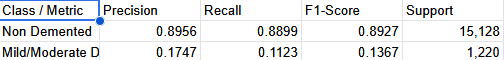 Class / Metric Precision Recall F1-Score Support
Non Demented 0.8956 0.8899 0.8927 15,128
Mild/Moderate D 0.1747 0.1123 0.1367 1,220